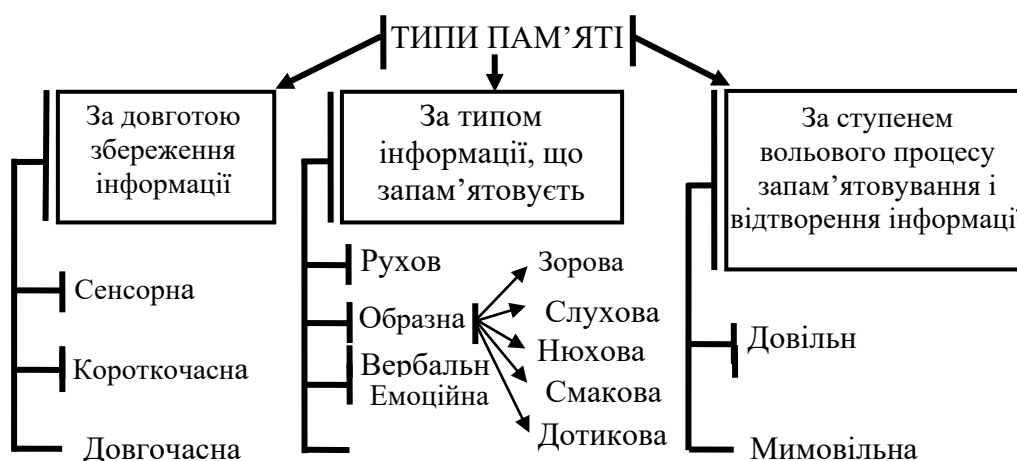 ТИПИ ПАМ’ЯТІ
За довготою
збереження
інформації
Сенсорна
Короткочасна
Довгочасна
За типом
інформації, що
запам’ятовуєть
Рухов
Образна
Вербальн
Емоційна
Зорова
Слухова
Нюхова
Смакова
Дотикова
За ступенем
вольового процесу
запам’ятовування і
відтворення інформації
Довільн
Мимовільна